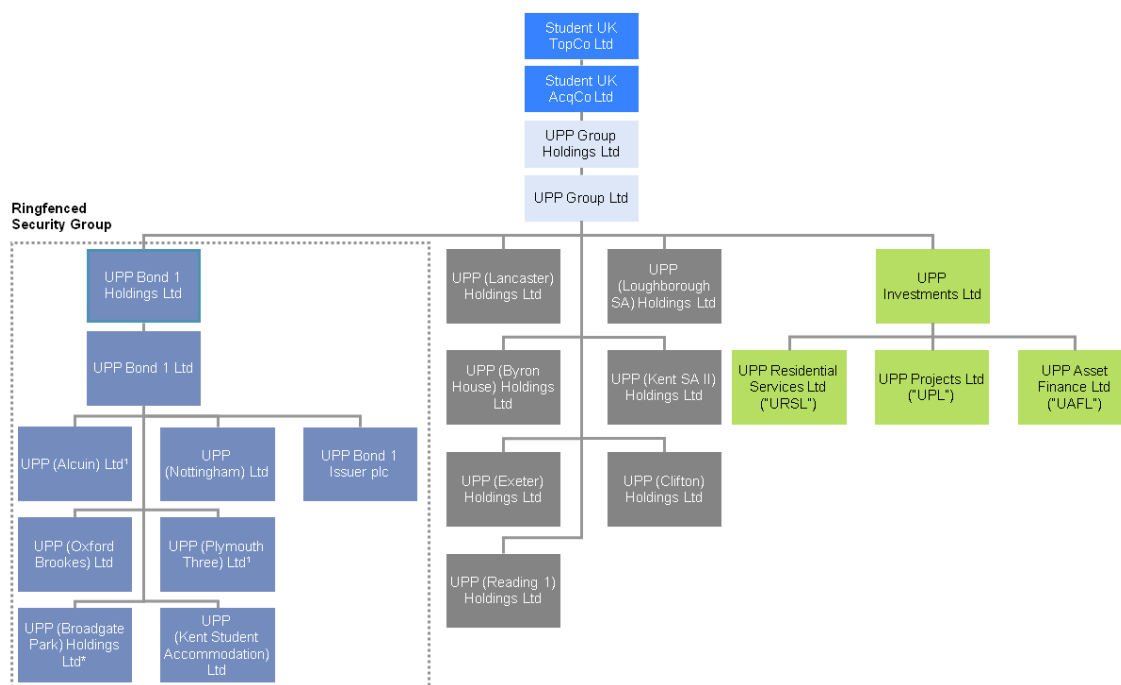 Student UK
TopCo Ltd
Student UK
AcqCo Ltd
UPP Group
Holdings Ltd
UPP Group Ltd
Ringfenced
Security Group
UPP Bond 1
Holdings Ltd
UPP (Lancaster)
Holdings Ltd
UPP
(Loughborough
SA) Holdings Ltd
UPP
Investments Ltd
UPP Bond 1 Ltd
UPP (Byron
House) Holdings
Ltd
UPP (Kent SA II)
Holdings Ltd
UPP Residential
Services Ltd
("URSL")
UPP Projects Ltd
("UPL")
UPP Asset
Finance Ltd
("UAFL")
UPP (Alcuin) Ltd¹
UPP
(Nottingham) Ltd
UPP Bond 1
Issuer plc
UPP (Exeter)
Holdings Ltd
UPP (Clifton)
Holdings Ltd
UPP (Oxford
Brookes) Ltd
UPP (Plymouth
Three) Ltd¹
UPP (Reading 1)
Holdings Ltd
UPP (Broadgate
Park) Holdings
Ltd*
UPP
(Kent Student
Accommodation)
Ltd